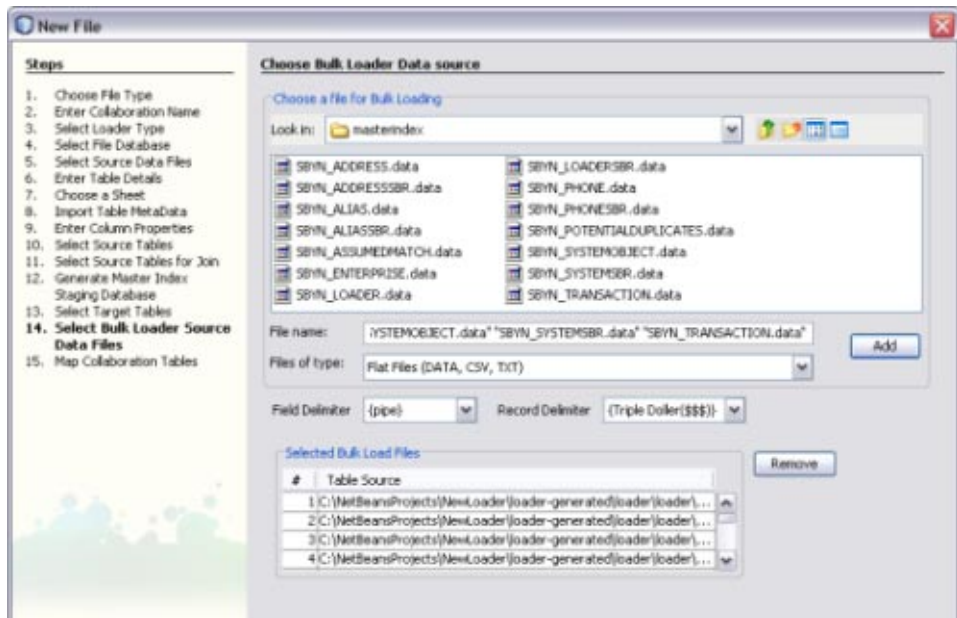 New File
Steps
1. Choose File Type
2. Enter Collaboration Name
3. Select Loader Type
4. Select File Database
5. Select Source Data Files
6. Enter Table Details
7. Choose a Sheet
8. Import Table MetaData
9. Enter Column Properties
10. Select Source Tables
11. Select Source Tables for Join
12. Generate Master Index
Staging Database
13. Select Target Tables
14. Select Bulk Loader Source
Data Files
15. Map Collaboration Tables
Choose Bulk Loader Data source
Choose a file for Bulk Loading
Look in: masterindex
SBYN_ADDRESS.data
SBYN_ADDRESSSBR.data
SBYN_ALIAS.data
SBYN_ALIASSBR.data
SBYN_ASSUMEDMATCH.data
SBYN_ENTERPRISE.data
SBYN_LOADER.data
SBYN_LOADERSBR.data
SBYN_PHONE.data
SBYN_PHONESBR.data
SBYN_POTENTIALDUPLICATES.data
SBYN_SYSTEMOBJECT.data
SBYN_SYSTEMSBR.data
SBYN_TRANSACTION.data
File name: YSTEMOBJECT.data" "SBYN_SYSTEMSBR.data" "SBYN_TRANSACTION.data"
Add
Files of type: Flat Files (DATA, CSV, TXT)
Field Delimiter {pipe} Record Delimiter {Triple Doller($$$)}
Selected Bulk Load Files
Remove
# Table Source
1 C:\NetBeansProjects\NewLoader\loader-generated\loader\loader\...
2 C:\NetBeansProjects\NewLoader\loader-generated\loader\loader\...
3 C:\NetBeansProjects\NewLoader\loader-generated\loader\loader\...
4 C:\NetBeansProjects\NewLoader\loader-generated\loader\loader\...